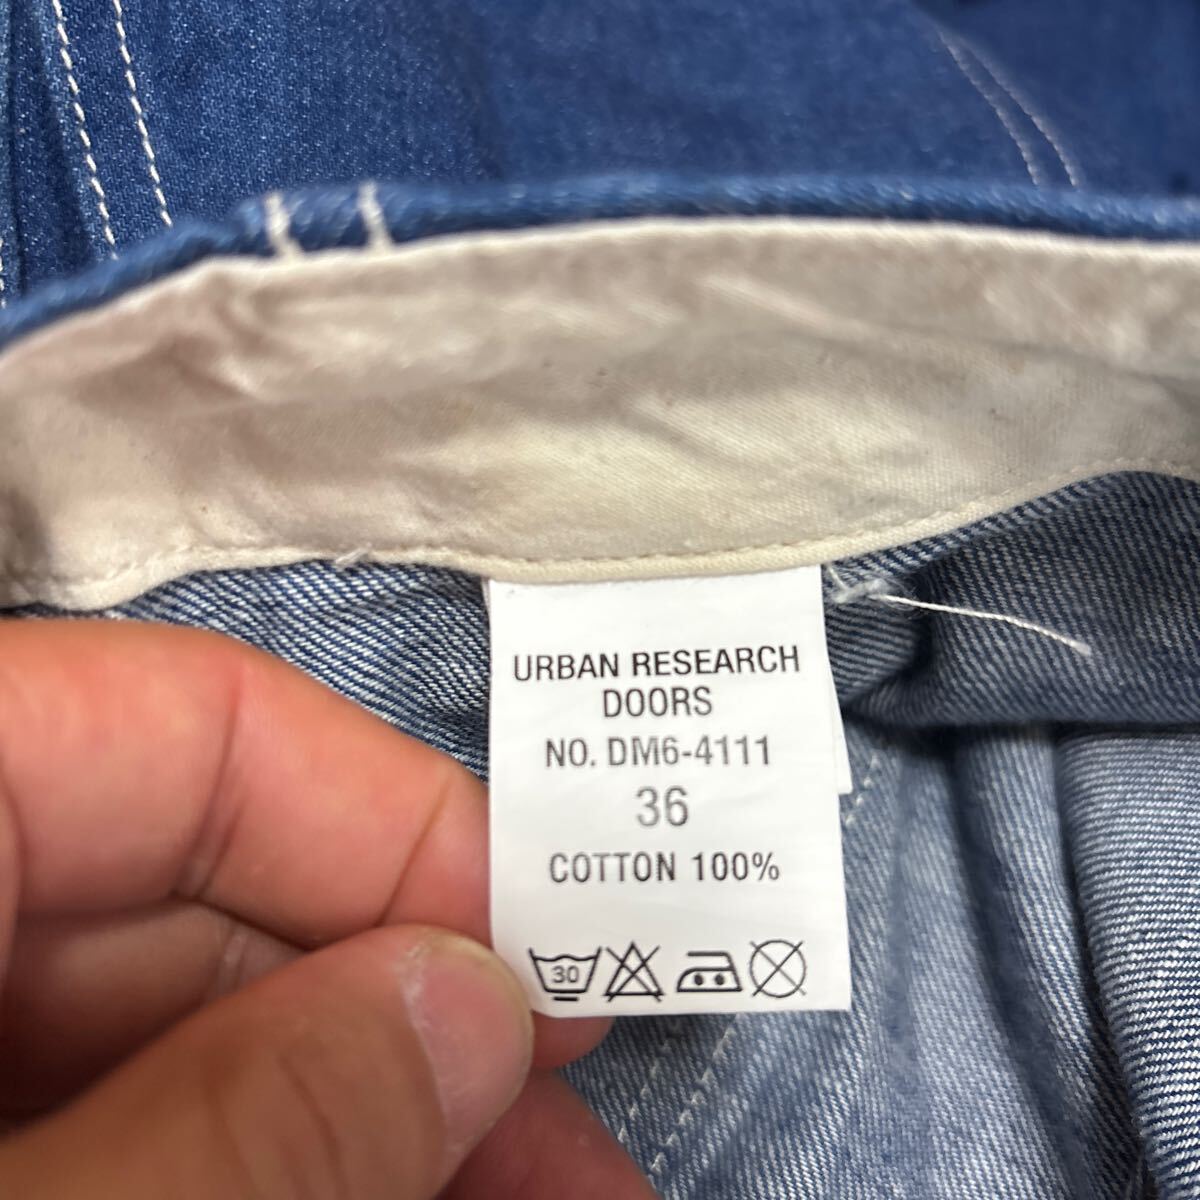 URBAN RESEARCH
DOORS
NO. DM6-4111
36
COTTON 100%
30